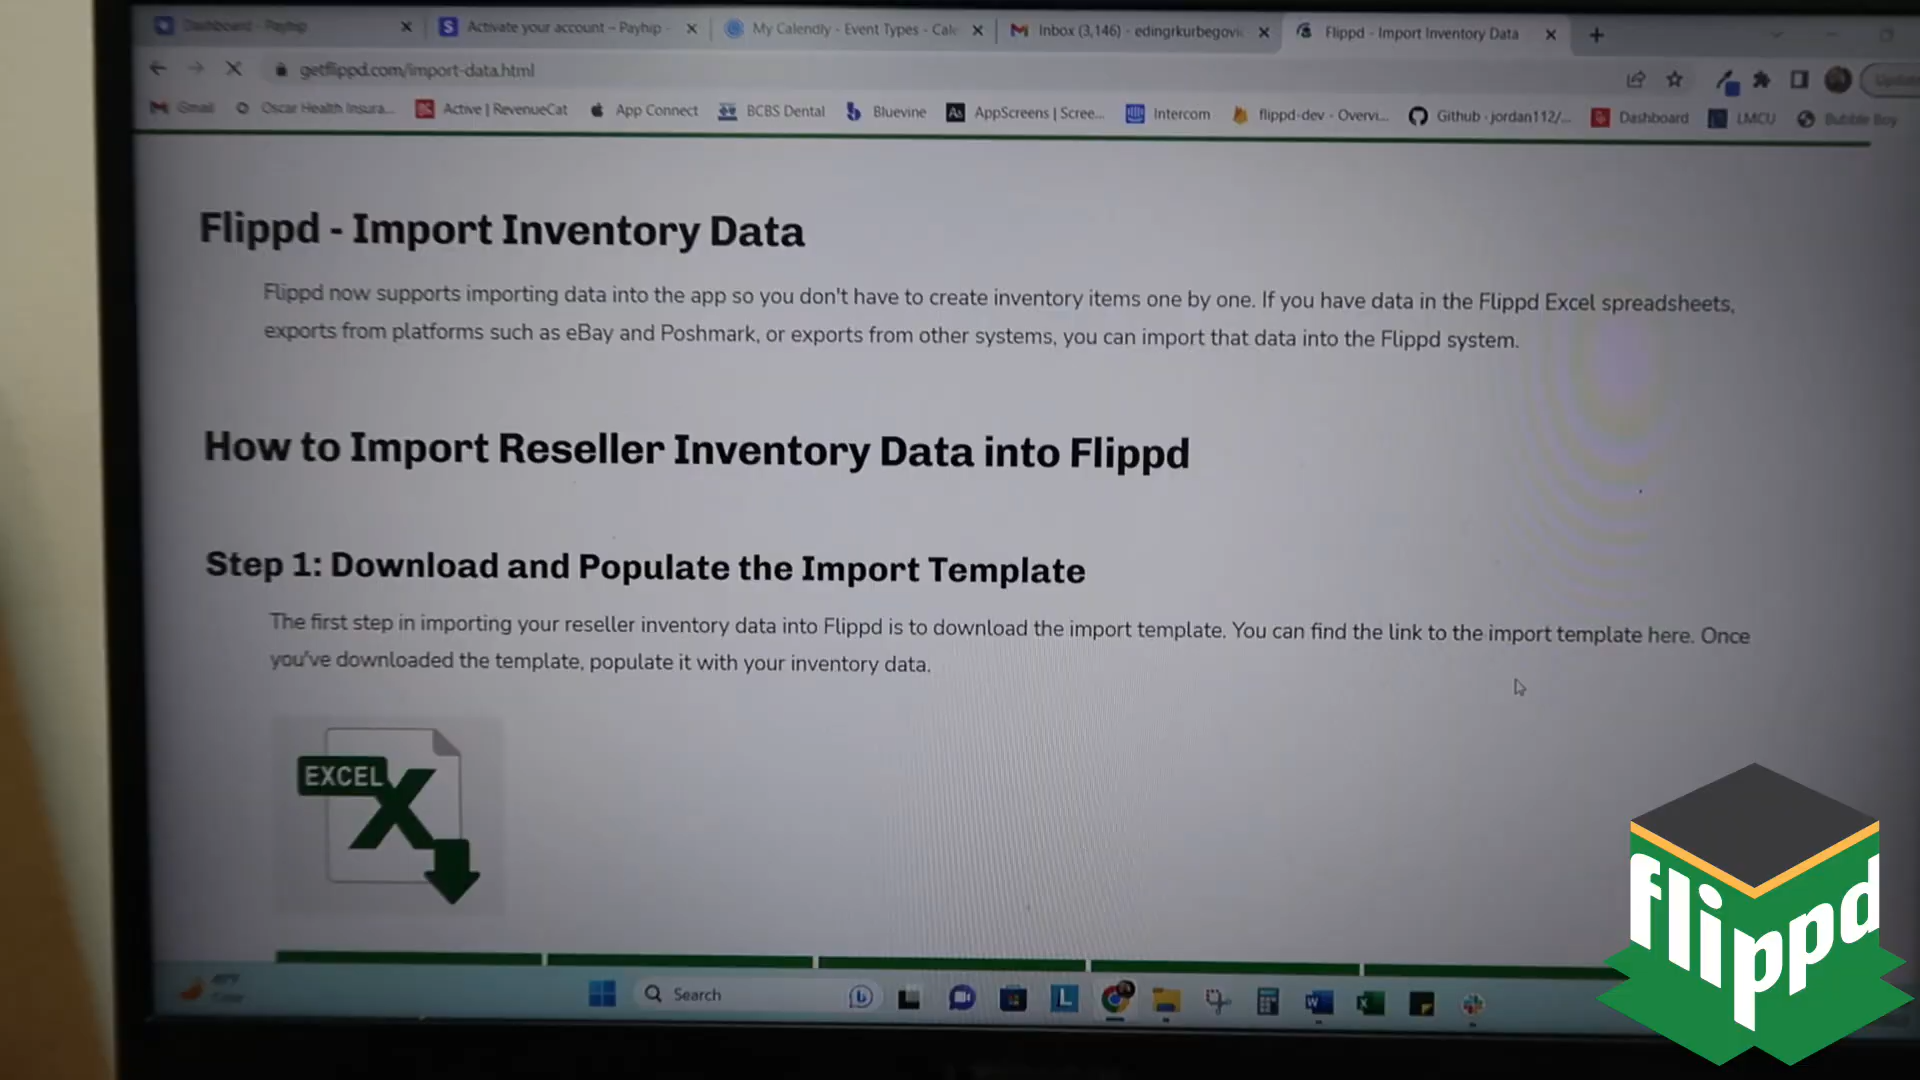 Dashboard - Payhip
Activate your account – Payhip -
My Calendly - Event Types - Cale
Inbox (3,146) - edingrkurbegovic
Flippd - Import Inventory Data
getflippd.com/import-data.html
Gmail
Oscar Health Insura...
Active | RevenueCat
App Connect
BCBS Dental
Bluevine
As
AppScreens | Scree...
Intercom
flippd-dev - Overvi...
Github - jordan112/...
Dashboard
LMCU
Bubble Boy
Flippd - Import Inventory Data
Flippd now supports importing data into the app so you don't have to create inventory items one by one. If you have data in the Flippd Excel spreadsheets,
exports from platforms such as eBay and Poshmark, or exports from other systems, you can import that data into the Flippd system.
How to Import Reseller Inventory Data into Flippd
Step 1: Download and Populate the Import Template
The first step in importing your reseller inventory data into Flippd is to download the import template. You can find the link to the import template here. Once
you've downloaded the template, populate it with your inventory data.
EXCEL
X
flippd
Search